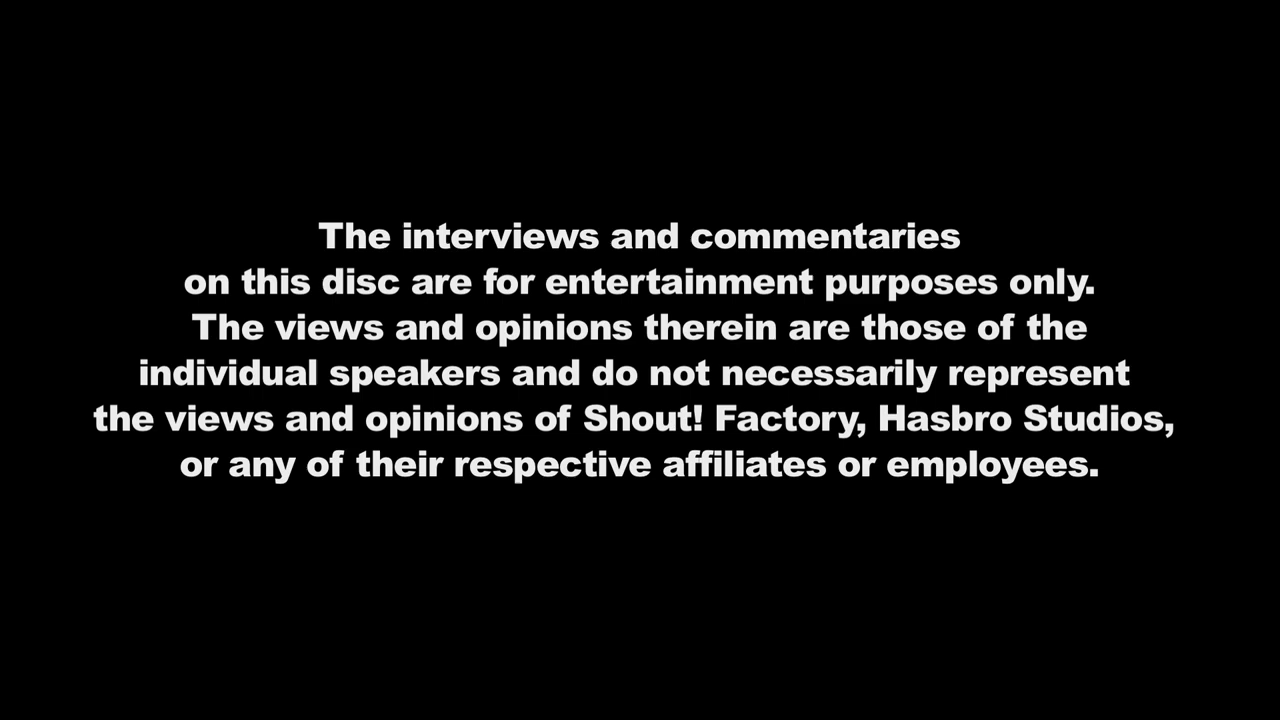 The interviews and commentaries
on this disc are for entertainment purposes only.
The views and opinions therein are those of the
individual speakers and do not necessarily represent
the views and opinions of Shout! Factory, Hasbro Studios,
or any of their respective affiliates or employees.